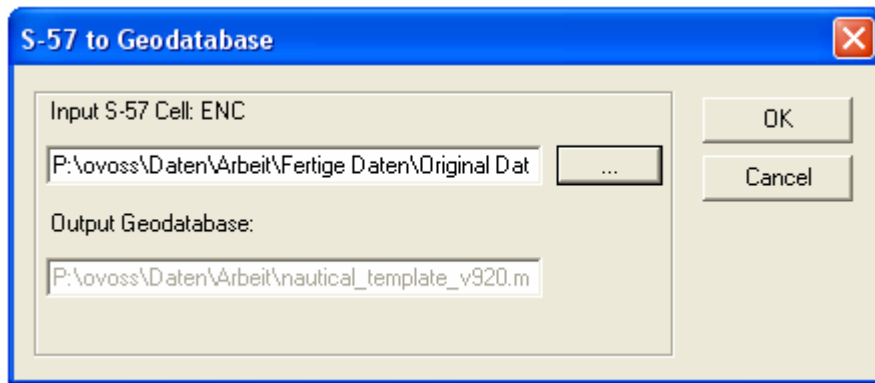 S-57 to Geodatabase
Input S-57 Cell: ENC
P:\ovoss\Daten\Arbeit\Fertige Daten\Original Dat
...
OK
Cancel
Output Geodatabase:
P:\ovoss\Daten\Arbeit\nautical_template_v920.m